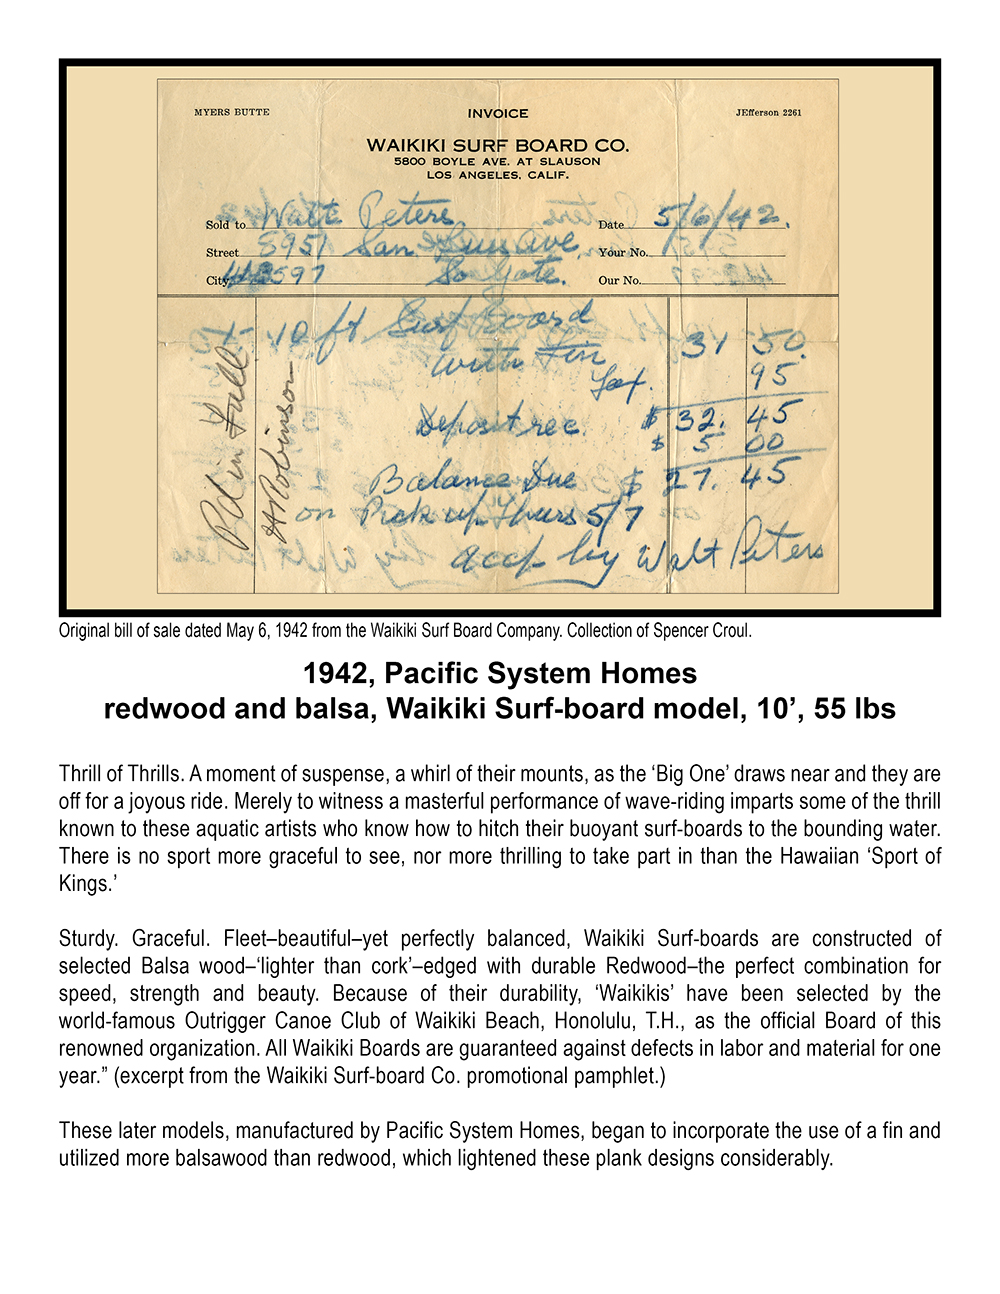 MYERS BUTTE
INVOICE
JEfferson 2261
WAIKIKI SURF BOARD CO.
5800 BOYLE AVE. AT SLAUSON
LOS ANGELES, CALIF.
Sold to Walt Peters Date 5/6/42.
Street 8951 San Ave Your No.
City Gate. Our No.
10 ft Surf Board 31 50.
with Fin
Tax. 95
Deposit rec. $ 32. 45
$ 5 00
Balance Due $ 27. 45
on Pick up Thurs 5/7
accp by Walt Peters
Robinson
Original bill of sale dated May 6, 1942 from the Waikiki Surf Board Company. Collection of Spencer Croul.
1942, Pacific System Homes
redwood and balsa, Waikiki Surf-board model, 10’, 55 lbs
Thrill of Thrills. A moment of suspense, a whirl of their mounts, as the ‘Big One’ draws near and they are
off for a joyous ride. Merely to witness a masterful performance of wave-riding imparts some of the thrill
known to these aquatic artists who know how to hitch their buoyant surf-boards to the bounding water.
There is no sport more graceful to see, nor more thrilling to take part in than the Hawaiian ‘Sport of
Kings.’
Sturdy. Graceful. Fleet–beautiful–yet perfectly balanced, Waikiki Surf-boards are constructed of
selected Balsa wood–‘lighter than cork’–edged with durable Redwood–the perfect combination for
speed, strength and beauty. Because of their durability, ‘Waikikis’ have been selected by the
world-famous Outrigger Canoe Club of Waikiki Beach, Honolulu, T.H., as the official Board of this
renowned organization. All Waikiki Boards are guaranteed against defects in labor and material for one
year.” (excerpt from the Waikiki Surf-board Co. promotional pamphlet.)
These later models, manufactured by Pacific System Homes, began to incorporate the use of a fin and
utilized more balsawood than redwood, which lightened these plank designs considerably.